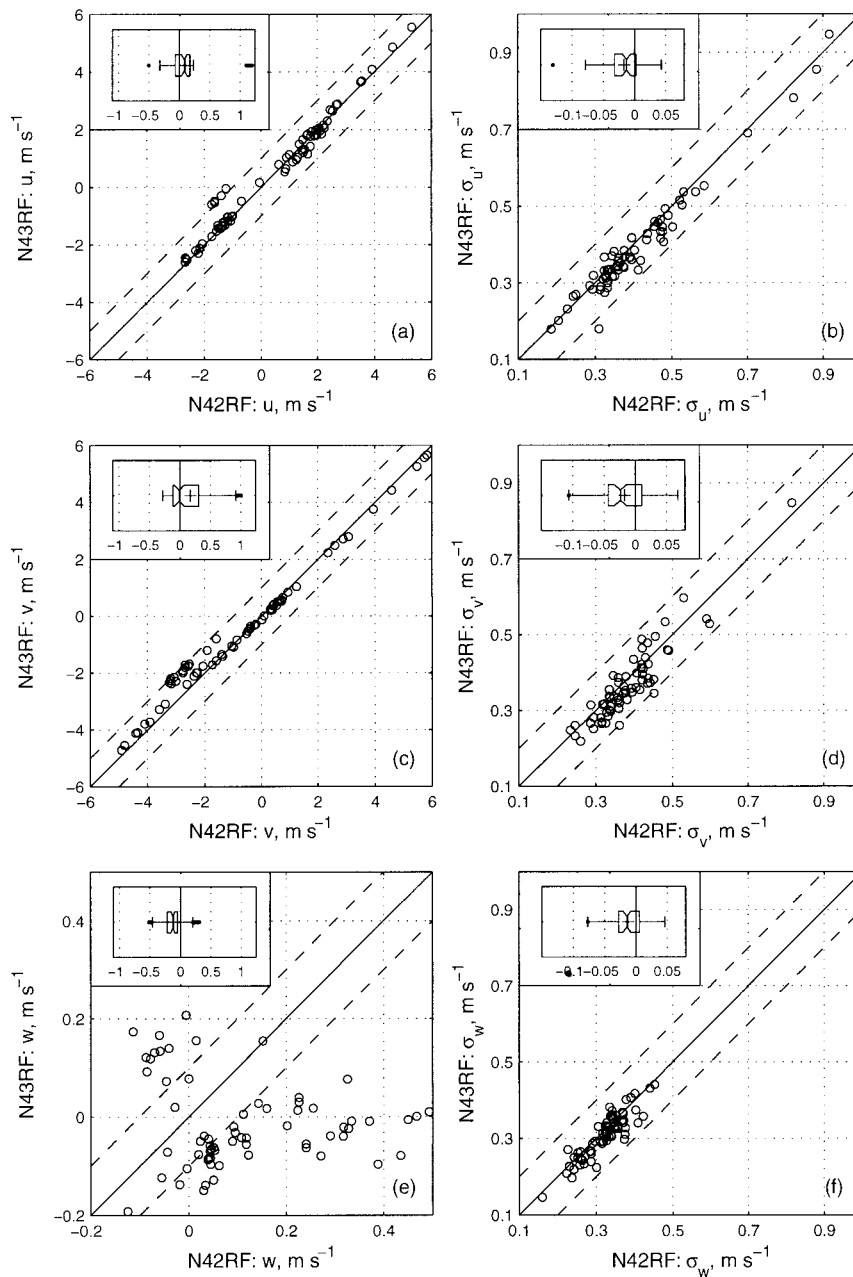 6
4
2
0
−2
−4
−6
−6 −4 −2 0 2 4 6
−1 −0.5 0 0.5 1
N43RF: u, m s⁻¹
N42RF: u, m s⁻¹
(a)
0.9
0.7
0.5
0.3
0.1
0.1 0.3 0.5 0.7 0.9
−0.1 −0.05 0 0.05
N43RF: σu, m s⁻¹
N42RF: σu, m s⁻¹
(b)
6
4
2
0
−2
−4
−6
−6 −4 −2 0 2 4 6
−1 −0.5 0 0.5 1
N43RF: v, m s⁻¹
N42RF: v, m s⁻¹
(c)
0.9
0.7
0.5
0.3
0.1
0.1 0.3 0.5 0.7 0.9
−0.1 −0.05 0 0.05
N43RF: σv, m s⁻¹
N42RF: σv, m s⁻¹
(d)
0.4
0.2
0
−0.2
−0.2 0 0.2 0.4
−1 −0.5 0 0.5 1
N43RF: w, m s⁻¹
N42RF: w, m s⁻¹
(e)
0.9
0.7
0.5
0.3
0.1
0.1 0.3 0.5 0.7 0.9
−0.1 −0.05 0 0.05
N43RF: σw, m s⁻¹
N42RF: σw, m s⁻¹
(f)